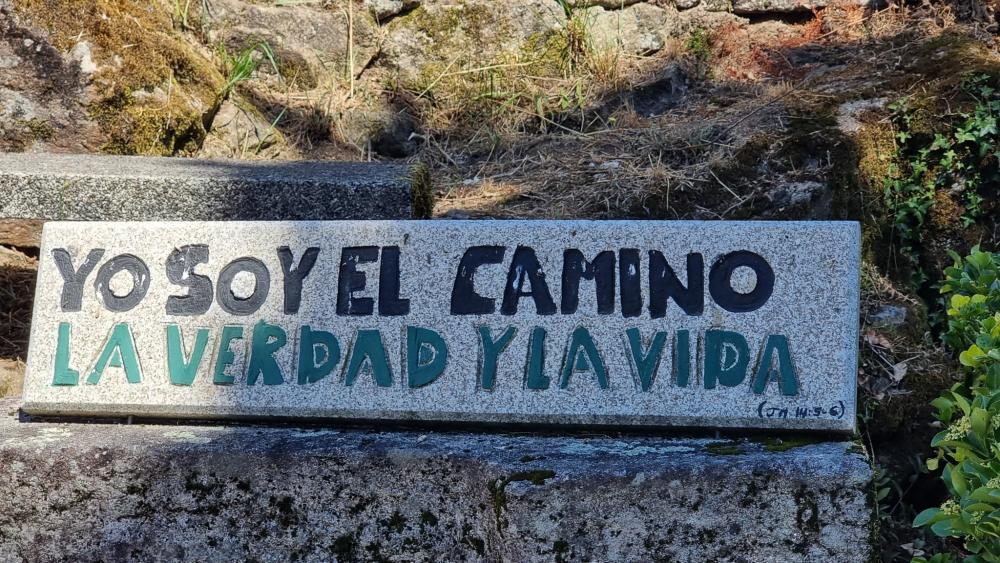 YO SOY EL CAMINO
LA VERDAD Y LA VIDA
(JN 14:5-6)